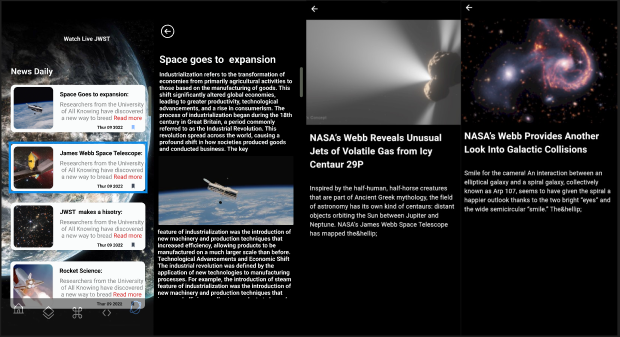 Watch Live JWST
News Daily
Space Goes to expansion:
Researchers from the University
of All Knowing have discovered
a new way to bread Read more
Thur 09 2022
James Webb Space Telescope:
Researchers from the University
of All Knowing have discovered
a new way to bread Read more
Thur 09 2022
JWST makes a hisotry:
Researchers from the University
of All Knowing have discovered
a new way to bread Read more
Thur 09 2022
Rocket Science:
Researchers from the University
of All Knowing have discovered
a new way to bread Read more
Thur 09 2022
Space goes to expansion
Industrialization refers to the transformation of
economies from primarily agricultural activities to
those based on the manufacturing of goods. This
shift significantly altered global economies,
leading to greater productivity, technological
advancements, and a rise in consumerism. The
process of industrialization began during the 18th
century in Great Britain, a period commonly
referred to as the Industrial Revolution. This
revolution spread across the world, causing a
profound shift in how societies produced goods
and conducted business. The key
feature of industrialization was the introduction of
new machinery and production techniques that
increased efficiency, allowing products to be
manufactured on a much larger scale than before.
Technological Advancements and Economic Shift
The industrial revolution was defined by the
application of new technologies to manufacturing
processes. For example, the introduction of steam
feature of industrialization was the introduction of
new machinery and production techniques that
NASA's Webb Reveals Unusual
Jets of Volatile Gas from Icy
Centaur 29P
Inspired by the half-human, half-horse creatures
that are part of Ancient Greek mythology, the field
of astronomy has its own kind of centaurs: distant
objects orbiting the Sun between Jupiter and
Neptune. NASA's James Webb Space Telescope
has mapped the&hellip;
NASA's Webb Provides Another
Look Into Galactic Collisions
Smile for the camera! An interaction between an
elliptical galaxy and a spiral galaxy, collectively
known as Arp 107, seems to have given the spiral a
happier outlook thanks to the two bright "eyes" and
the wide semicircular "smile." The&hellip;